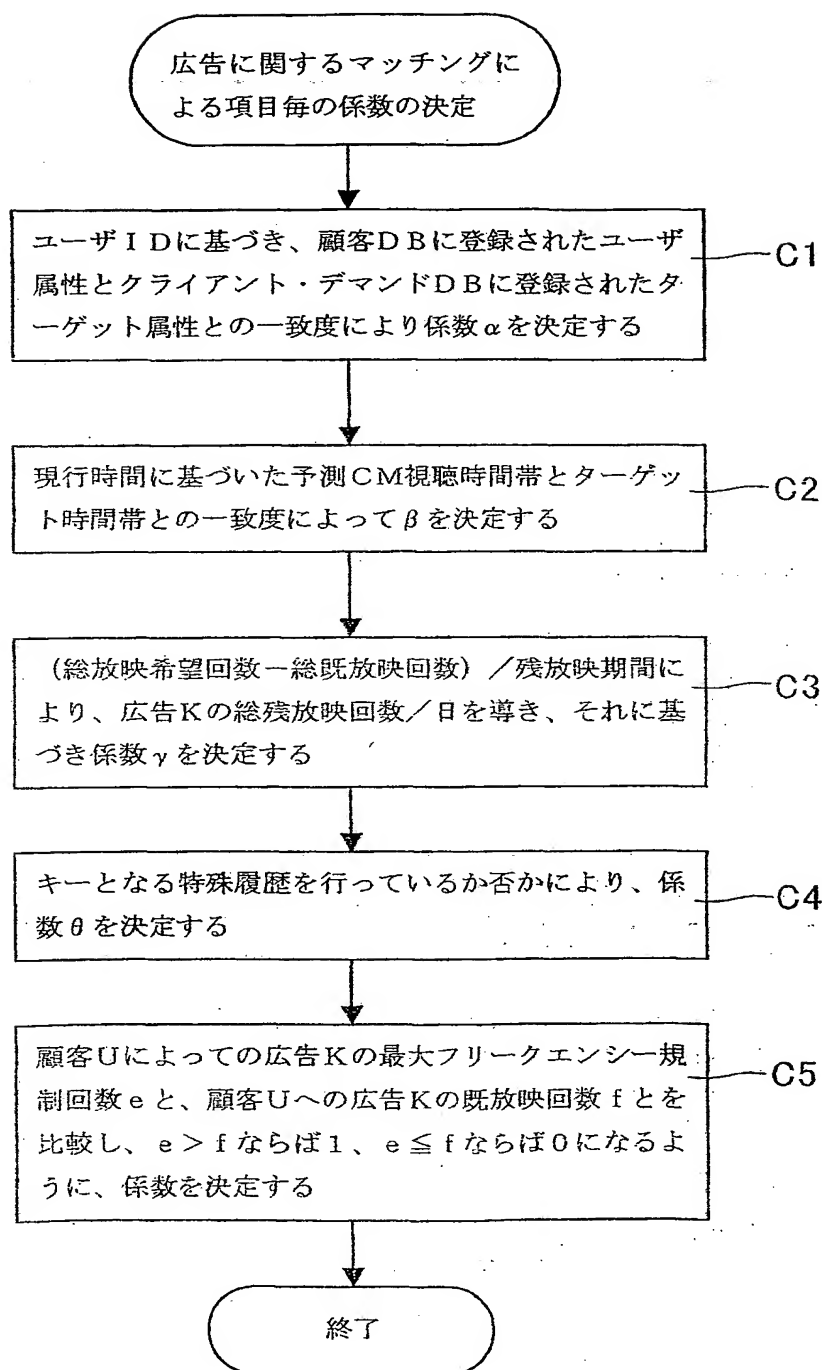 広告に関するマッチングに
よる項目毎の係数の決定
ユーザＩＤに基づき、顧客ＤＢに登録されたユーザ
属性とクライアント・デマンドＤＢに登録されたタ
ーゲット属性との一致度により係数αを決定する
C1
現行時間に基づいた予測ＣＭ視聴時間帯とターゲッ
ト時間帯との一致度によってβを決定する
C2
（総放映希望回数－総既放映回数）／残放映期間に
より、広告Ｋの総残放映回数／日を導き、それに基
づき係数γを決定する
C3
キーとなる特殊履歴を行っているか否かにより、係
数θを決定する
C4
顧客Ｕによっての広告Ｋの最大フリークエンシー規
制回数ｅと、顧客Ｕへの広告Ｋの既放映回数ｆとを
比較し、ｅ＞ｆならば１、ｅ≦ｆならば０になるよ
うに、係数を決定する
C5
終了